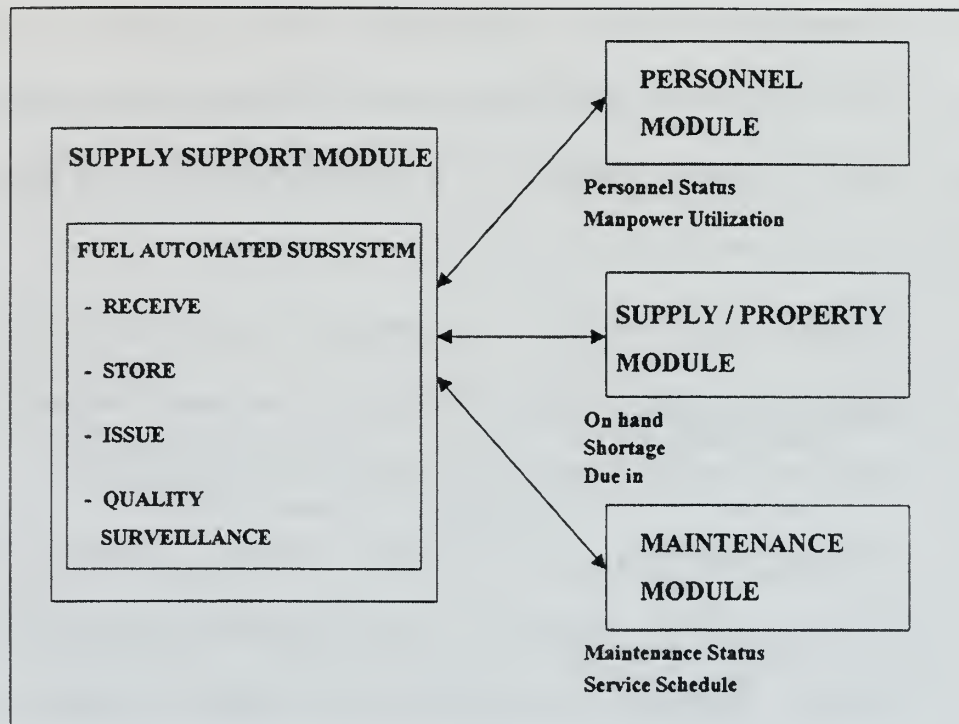 SUPPLY SUPPORT MODULE
FUEL AUTOMATED SUBSYSTEM
- RECEIVE
- STORE
- ISSUE
- QUALITY
SURVEILLANCE
PERSONNEL
MODULE
Personnel Status
Manpower Utilization
SUPPLY / PROPERTY
MODULE
On hand
Shortage
Due in
MAINTENANCE
MODULE
Maintenance Status
Service Schedule